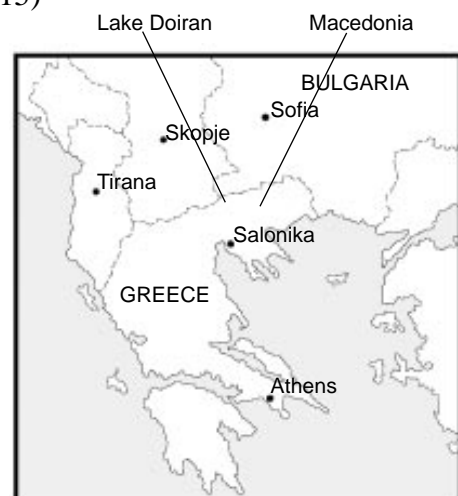 15)
Lake Doiran
Macedonia
BULGARIA
Sofia
Skopje
Tirana
Salonika
GREECE
Athens